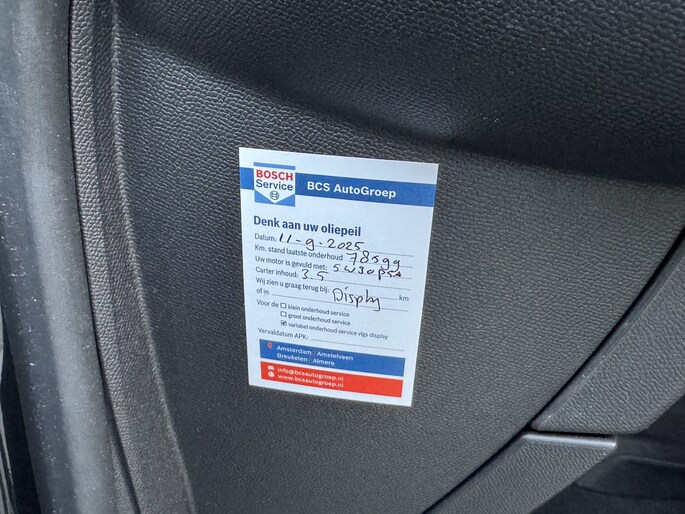 BOSCH
Service
BCS AutoGroep
Denk aan uw oliepeil
Datum: 11-9-2025
Km. stand laatste onderhoud 78599
Uw motor is gevuld met: 5W30PSA
Carter inhoud: 3.5
Wij zien u graag terug bij: Display km
of in
Voor de klein onderhoud service
groot onderhoud service
variabel onderhoud service vlgs display
Vervaldatum APK:
Amsterdam Amstelveen
Breukelen Almere
info@bcsautogroep.nl
www.bcsautogroep.nl